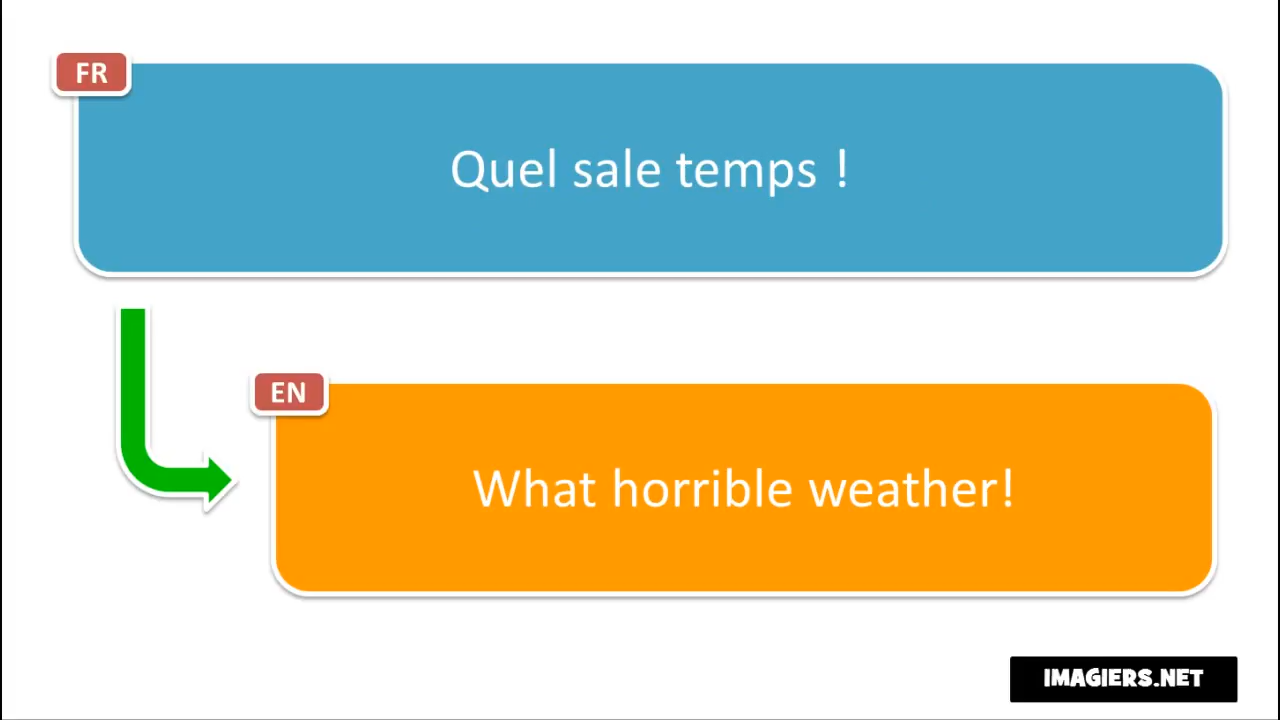 FR
Quel sale temps !
EN
What horrible weather!
IMAGIERS.NET